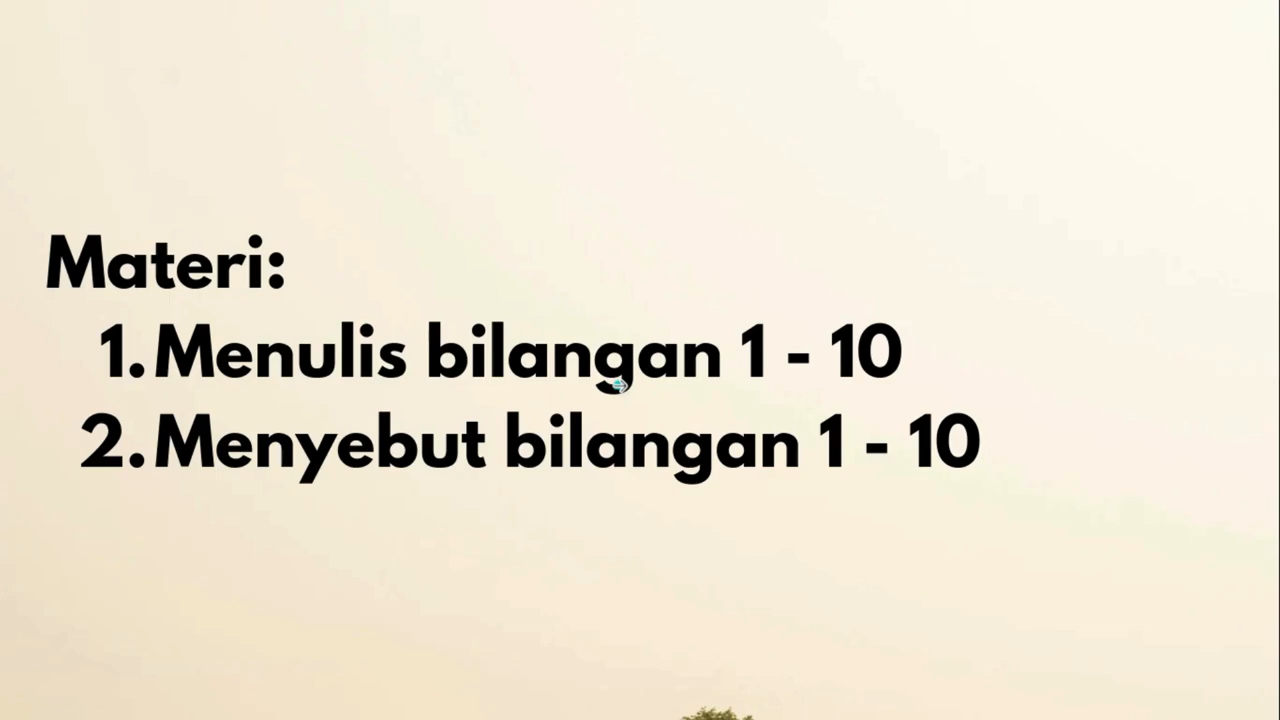 Materi:
1. Menulis bilangan 1 - 10
2. Menyebut bilangan 1 - 10